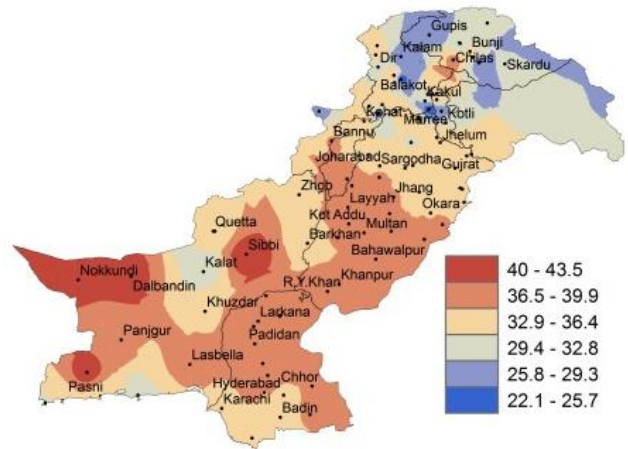 Gupis
Kalam
Bunji
Dir
Chilas
Skardu
Balakot
Kakul
Kohat
Murree
Kotli
Bannu
Jhelum
Joharabad
Sargodha
Gujrat
Zhob
Layyah
Jhang
Okara
Quetta
Kot Addu
Multan
Barkhan
Sibbi
Bahawalpur
Kalat
Nokkundi
Dalbandin
R.Y.Khan
Khanpur
Khuzdar
Larkana
Panjgur
Padidan
Lasbella
Pasni
Hyderabad
Chhor
Karachi
Badin
40 - 43.5
36.5 - 39.9
32.9 - 36.4
29.4 - 32.8
25.8 - 29.3
22.1 - 25.7